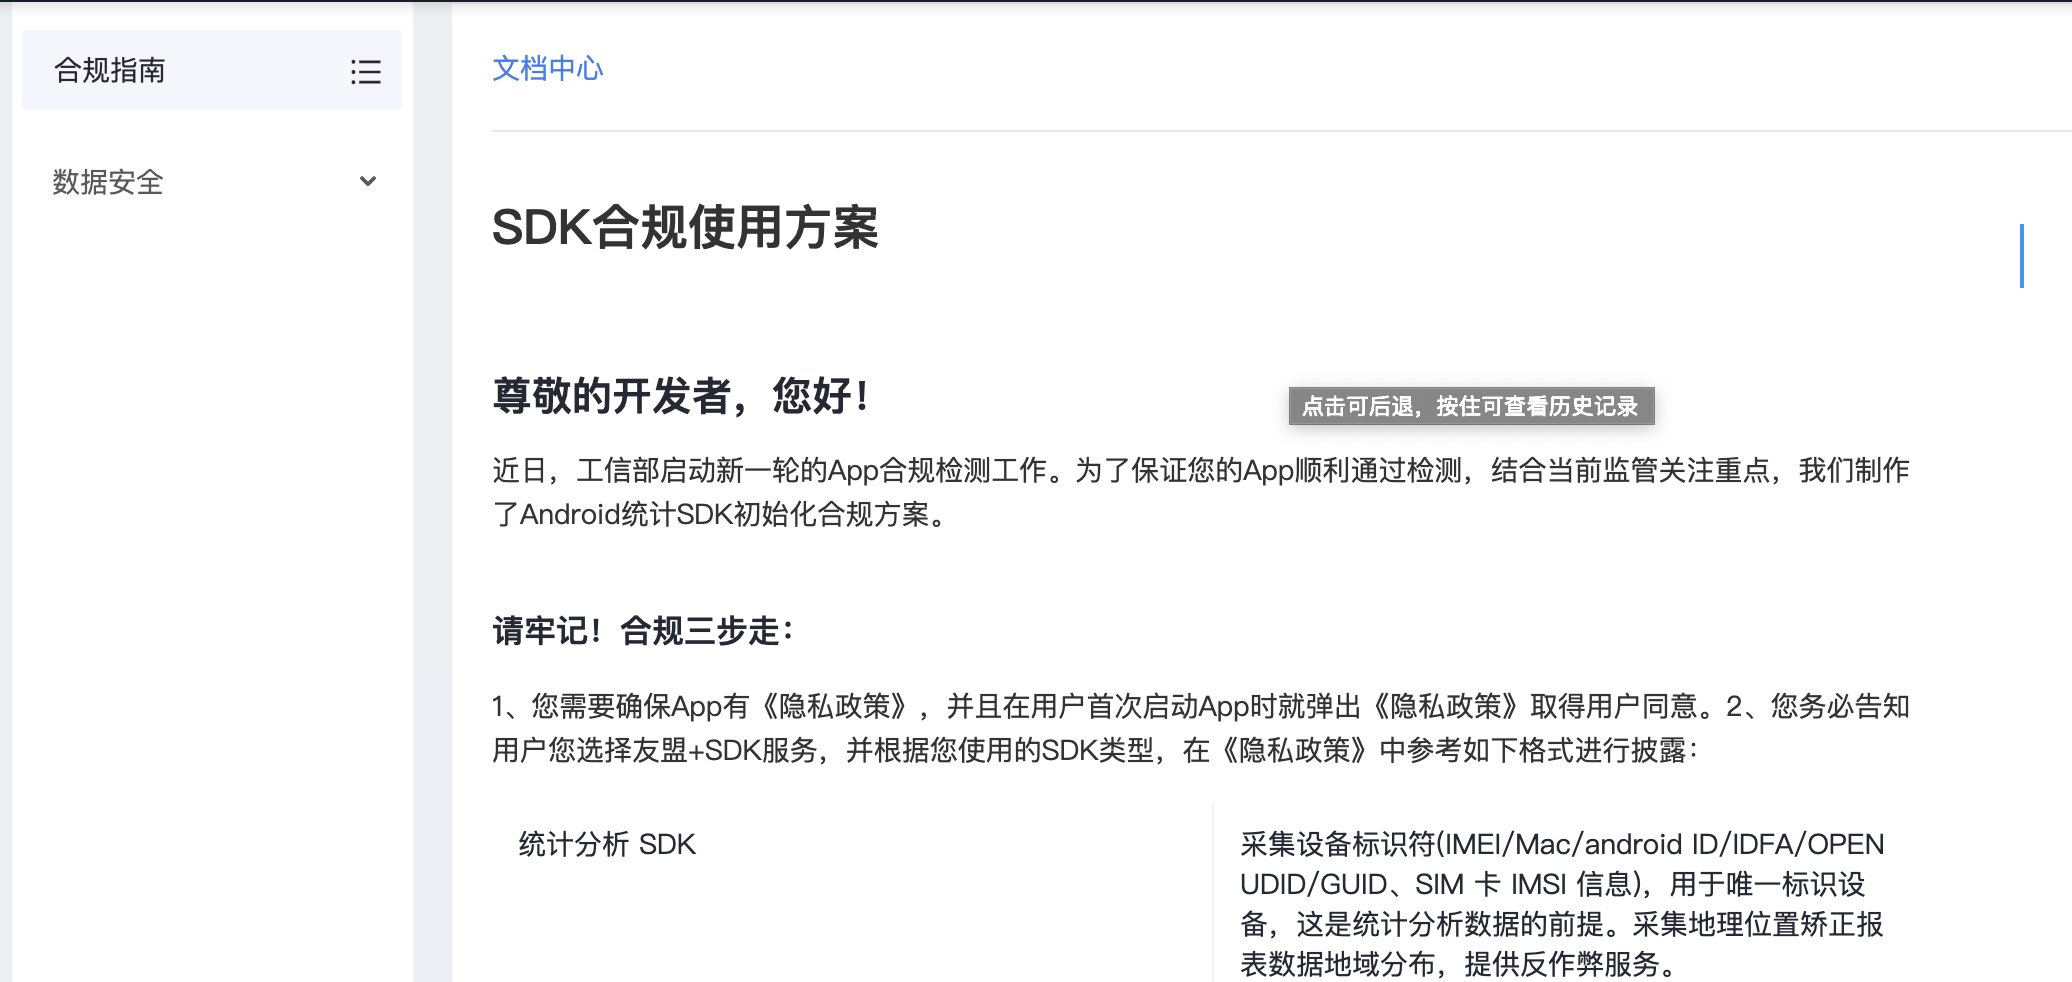 合规指南
数据安全
文档中心
SDK合规使用方案
尊敬的开发者，您好！
点击可后退，按住可查看历史记录
近日，工信部启动新一轮的App合规检测工作。为了保证您的App顺利通过检测，结合当前监管关注重点，我们制作
了Android统计SDK初始化合规方案。
请牢记！合规三步走：
1、您需要确保App有《隐私政策》，并且在用户首次启动App时就弹出《隐私政策》取得用户同意。2、您务必告知
用户您选择友盟+SDK服务，并根据您使用的SDK类型，在《隐私政策》中参考如下格式进行披露：
统计分析 SDK
采集设备标识符(IMEI/Mac/android ID/IDFA/OPEN
UDID/GUID、SIM 卡 IMSI 信息)，用于唯一标识设
备，这是统计分析数据的前提。采集地理位置矫正报
表数据地域分布，提供反作弊服务。